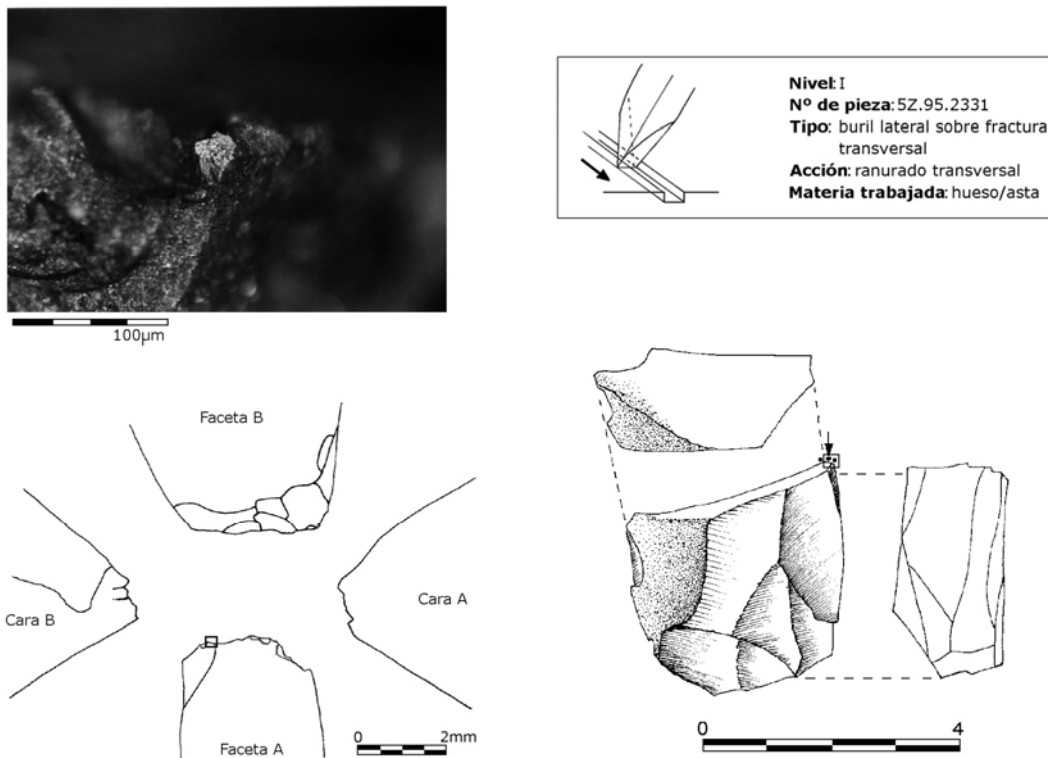 100µm
Nivel: I
Nº de pieza: 5Z.95.2331
Tipo: buril lateral sobre fractura
transversal
Acción: ranurado transversal
Materia trabajada: hueso/asta
Faceta B
Cara B
Cara A
Faceta A
0 2mm
0 4